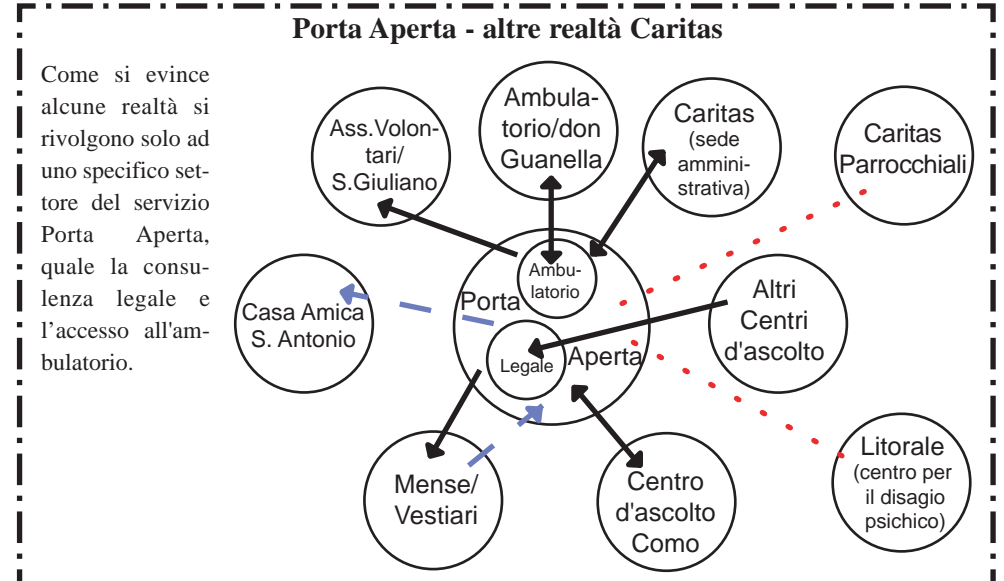 Porta Aperta - altre realtà Caritas
Come si evince
alcune realtà si
rivolgono solo ad
uno specifico set-
tore del servizio
Porta Aperta,
quale la consu-
lenza legale e
l’accesso all'am-
bulatorio.
Ass.Volon-
tari/
S.Giuliano
Ambula-
torio/don
Guanella
Caritas
(sede
ammini-
strativa)
Caritas
Parrocchiali
Casa Amica
S. Antonio
Porta
Ambu-
latorio
Legale
Aperta
Altri
Centri
d'ascolto
Mense/
Vestiari
Centro
d'ascolto
Como
Litorale
(centro per
il disagio
psichico)